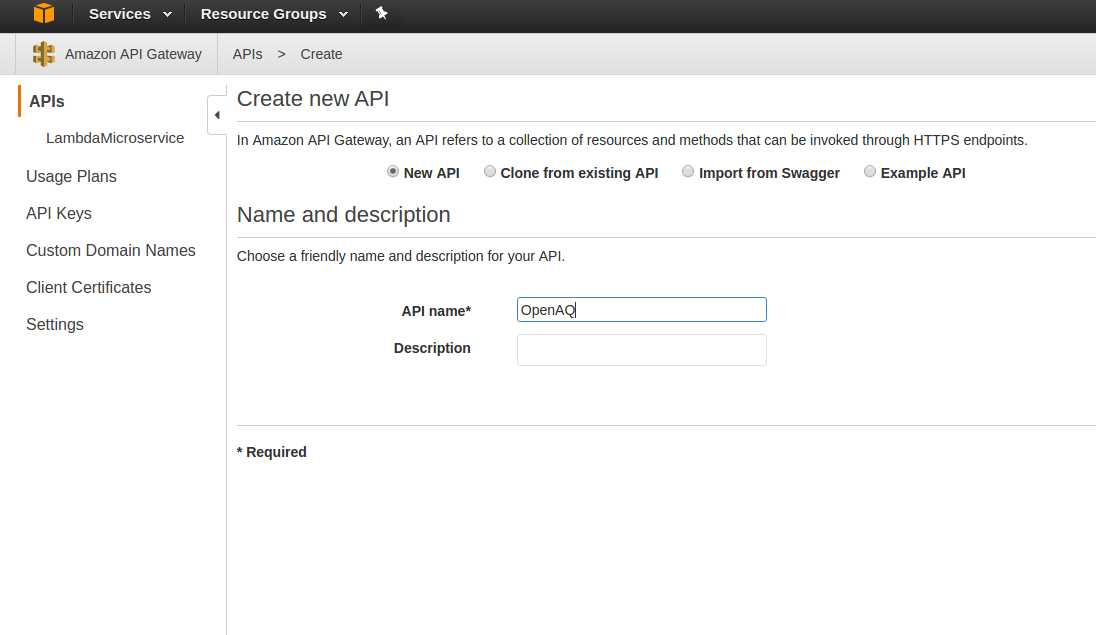 Services Resource Groups
Amazon API Gateway APIs > Create
APIs
LambdaMicroservice
Usage Plans
API Keys
Custom Domain Names
Client Certificates
Settings
Create new API
In Amazon API Gateway, an API refers to a collection of resources and methods that can be invoked through HTTPS endpoints.
New API Clone from existing API Import from Swagger Example API
Name and description
Choose a friendly name and description for your API.
API name* OpenAQ
Description
* Required